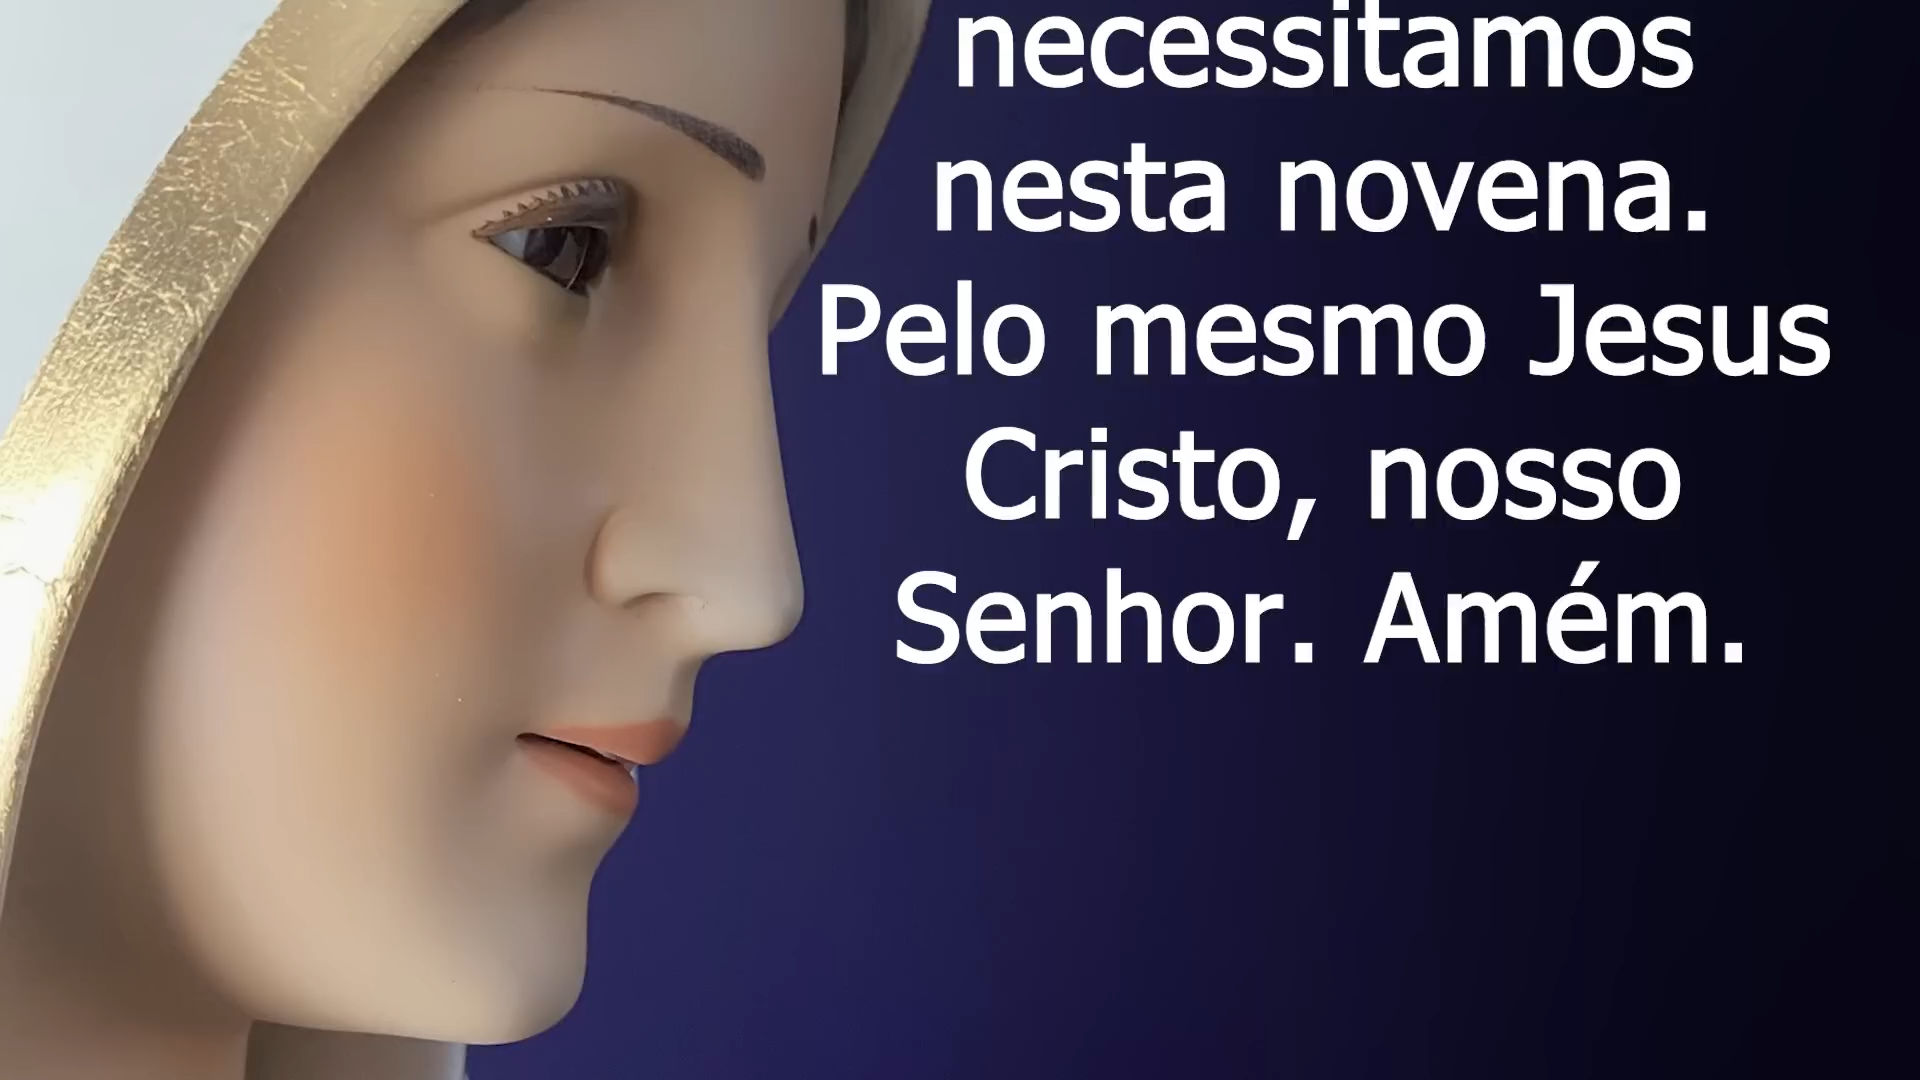 necessitamos
nesta novena.
Pelo mesmo Jesus
Cristo, nosso
Senhor. Amém.